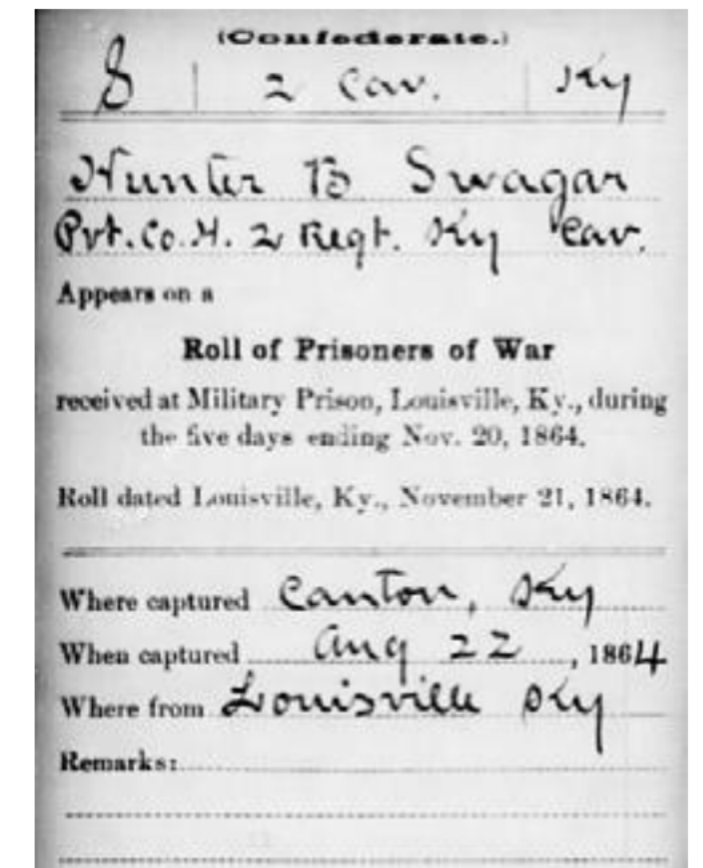 (Confederate.)
S | 2 Cav. | Ky
Hunter B Swagar
Pvt. Co. H. 2 Regt. Ky Cav.
Appears on a
Roll of Prisoners of War
received at Military Prison, Louisville, Ky., during
the five days ending Nov. 20, 1864.
Roll dated Louisville, Ky., November 21, 1864.
Where captured Canton, Ky
When captured Aug 22, 1864
Where from Louisville Ky
Remarks: